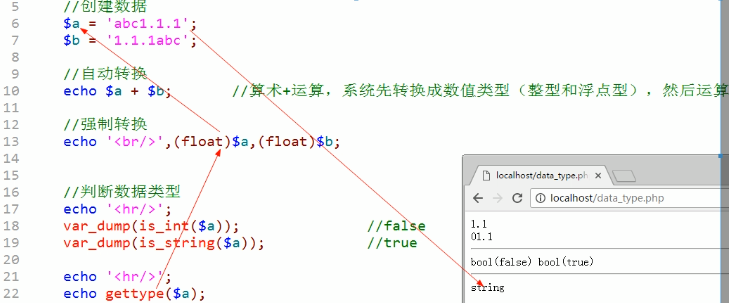 5 //创建数据
6 $a = 'abc1.1.1';
7 $b = '1.1.1abc';
8
9 //自动转换
10 echo $a + $b; //算术+运算，系统先转换成数值类型（整型和浮点型），然后运算
11
12 //强制转换
13 echo '<br/>',(float)$a,(float)$b;
14
15
16 //判断数据类型
17 echo '<hr/>';
18 var_dump(is_int($a)); //false
19 var_dump(is_string($a)); //true
20
21 echo '<hr/>';
22 echo gettype($a);
localhost/data_type.ph
localhost/data_type.php
1.1
01.1
bool(false) bool(true)
string